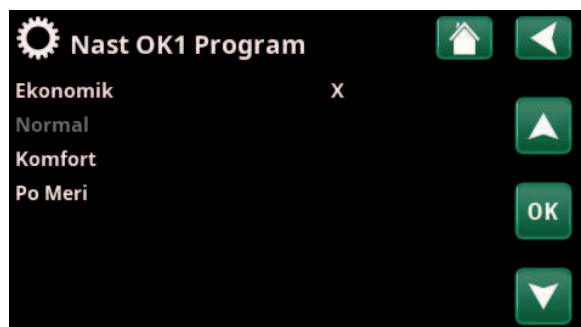 Nast OK1 Program
Ekonomik X
Normal
Komfort
Po Meri
OK